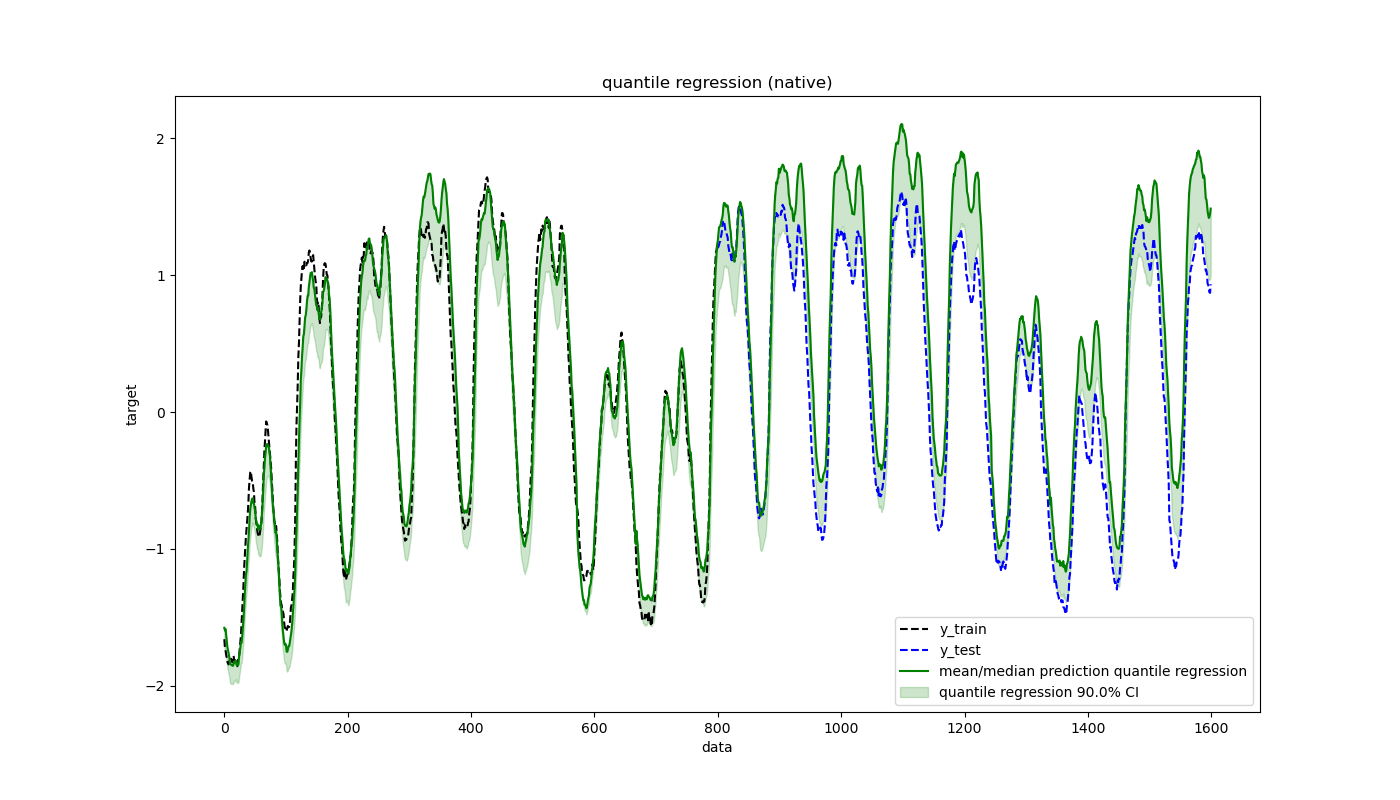 quantile regression (native)
2
1
0
−1
−2
target
0
200
400
600
800
1000
1200
1400
1600
data
y_train
y_test
mean/median prediction quantile regression
quantile regression 90.0% CI